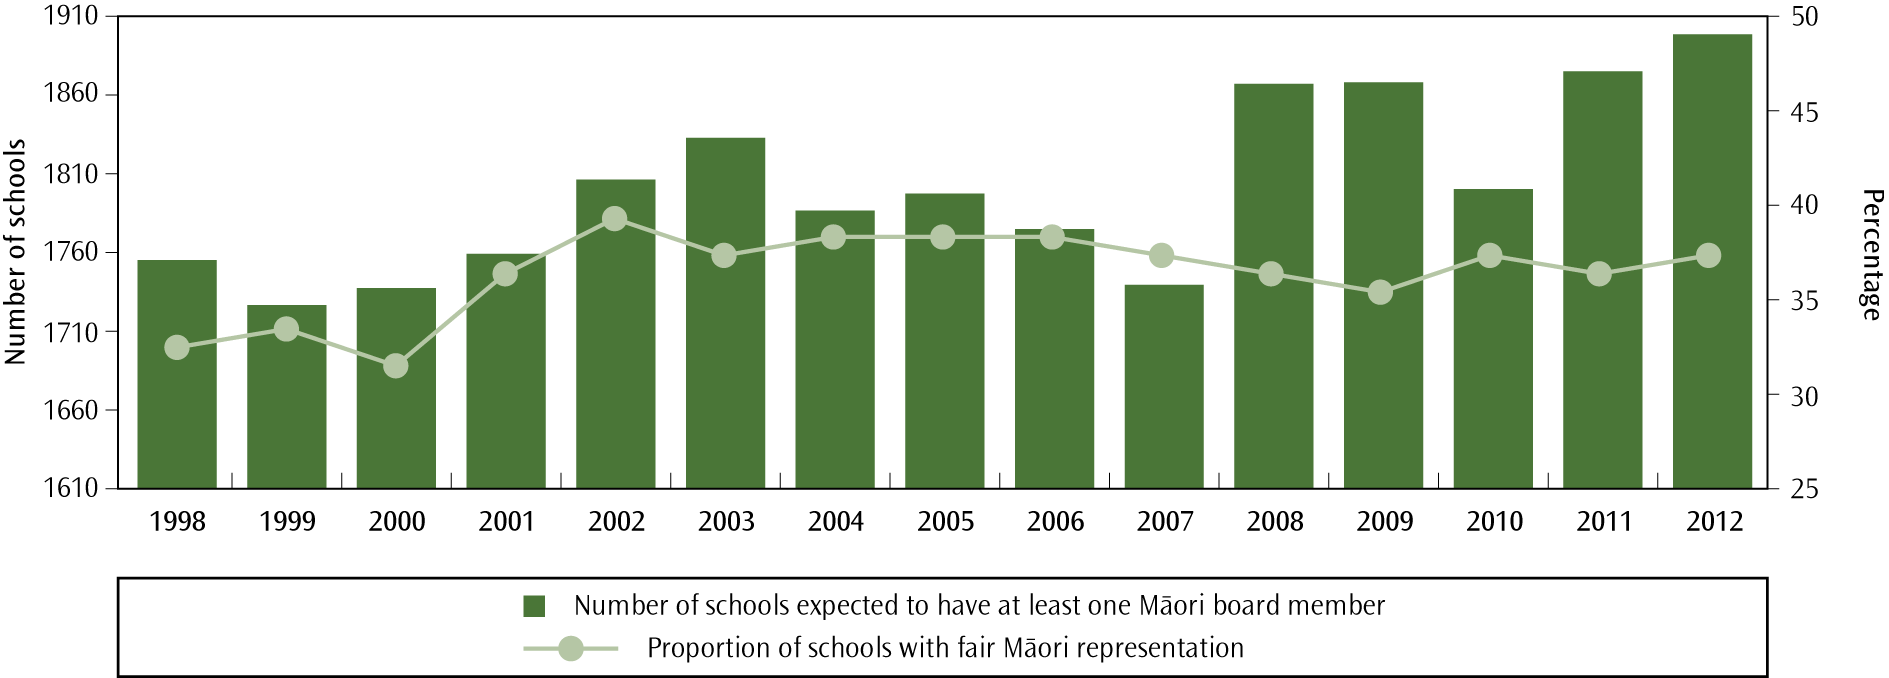 1910
1860
1810
1760
1710
1660
1610
Number of schools
50
45
40
35
30
25
Percentage
1998 1999 2000 2001 2002 2003 2004 2005 2006 2007 2008 2009 2010 2011 2012
Number of schools expected to have at least one Māori board member
Proportion of schools with fair Māori representation